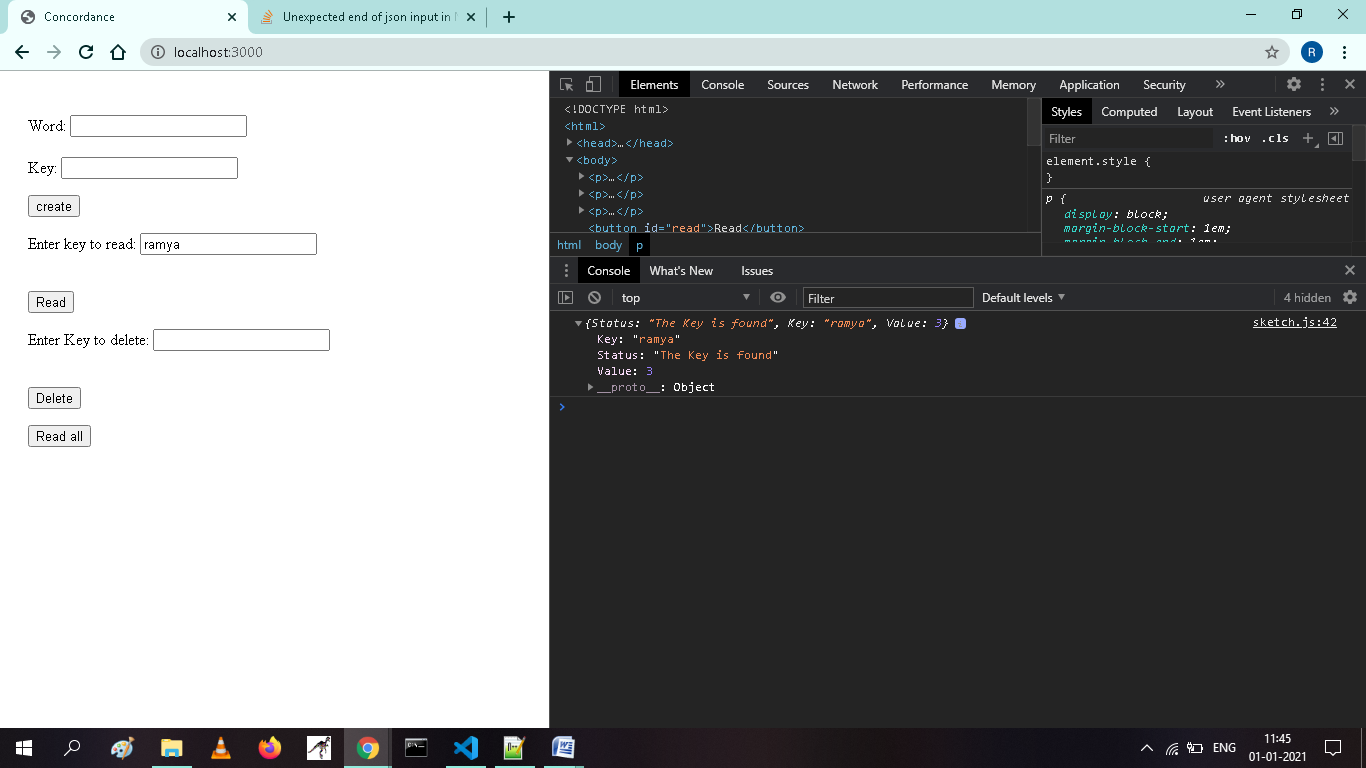 Concordance
Unexpected end of json input in
localhost:3000
R
Word:
Key:
create
Enter key to read: ramya
Read
Enter Key to delete:
Delete
Read all
Elements Console Sources Network Performance Memory Application Security
<!DOCTYPE html>
<html>
<head>…</head>
<body>
<p>…</p>
<p>…</p>
<p>…</p>
<button id="read">Read</button>
html body p
Styles Computed Layout Event Listeners
Filter :hov .cls
element.style {
}
p { user agent stylesheet
display: block;
margin-block-start: 1em;
margin-block-end: 1em;
Console What's New Issues
top Filter Default levels 4 hidden
{Status: "The Key is found", Key: "ramya", Value: 3} sketch.js:42
Key: "ramya"
Status: "The Key is found"
Value: 3
__proto__: Object
ENG
11:45
01-01-2021